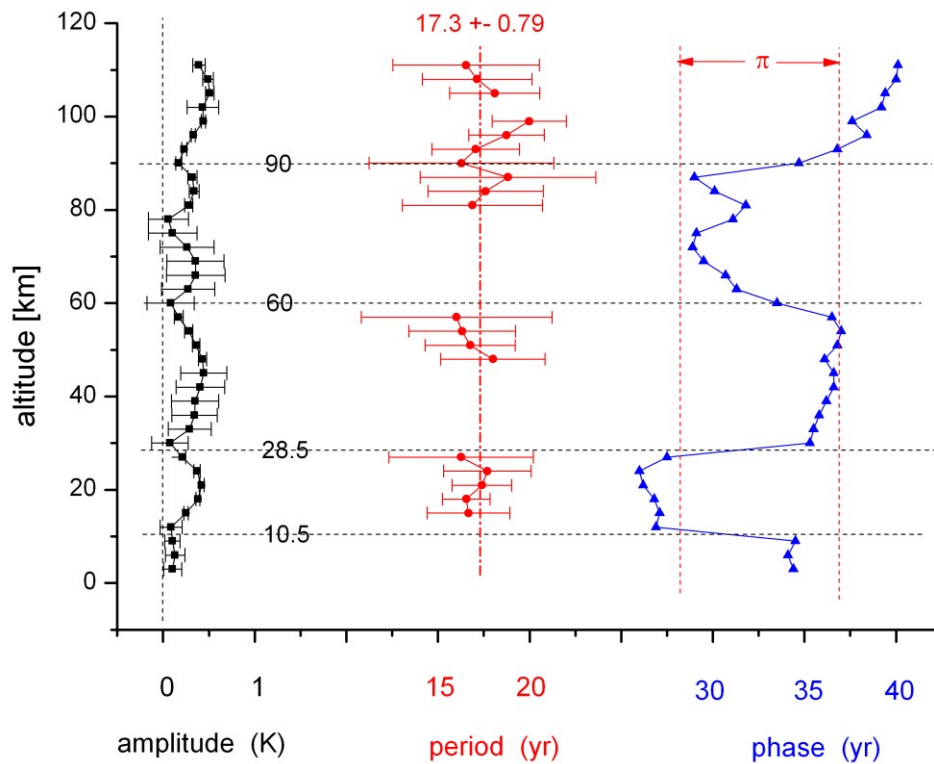 17.3 +- 0.79
π
120
100
80
60
40
20
0
altitude [km]
90
60
28.5
10.5
0 1
15 20
30 35 40
amplitude (K)
period (yr)
phase (yr)